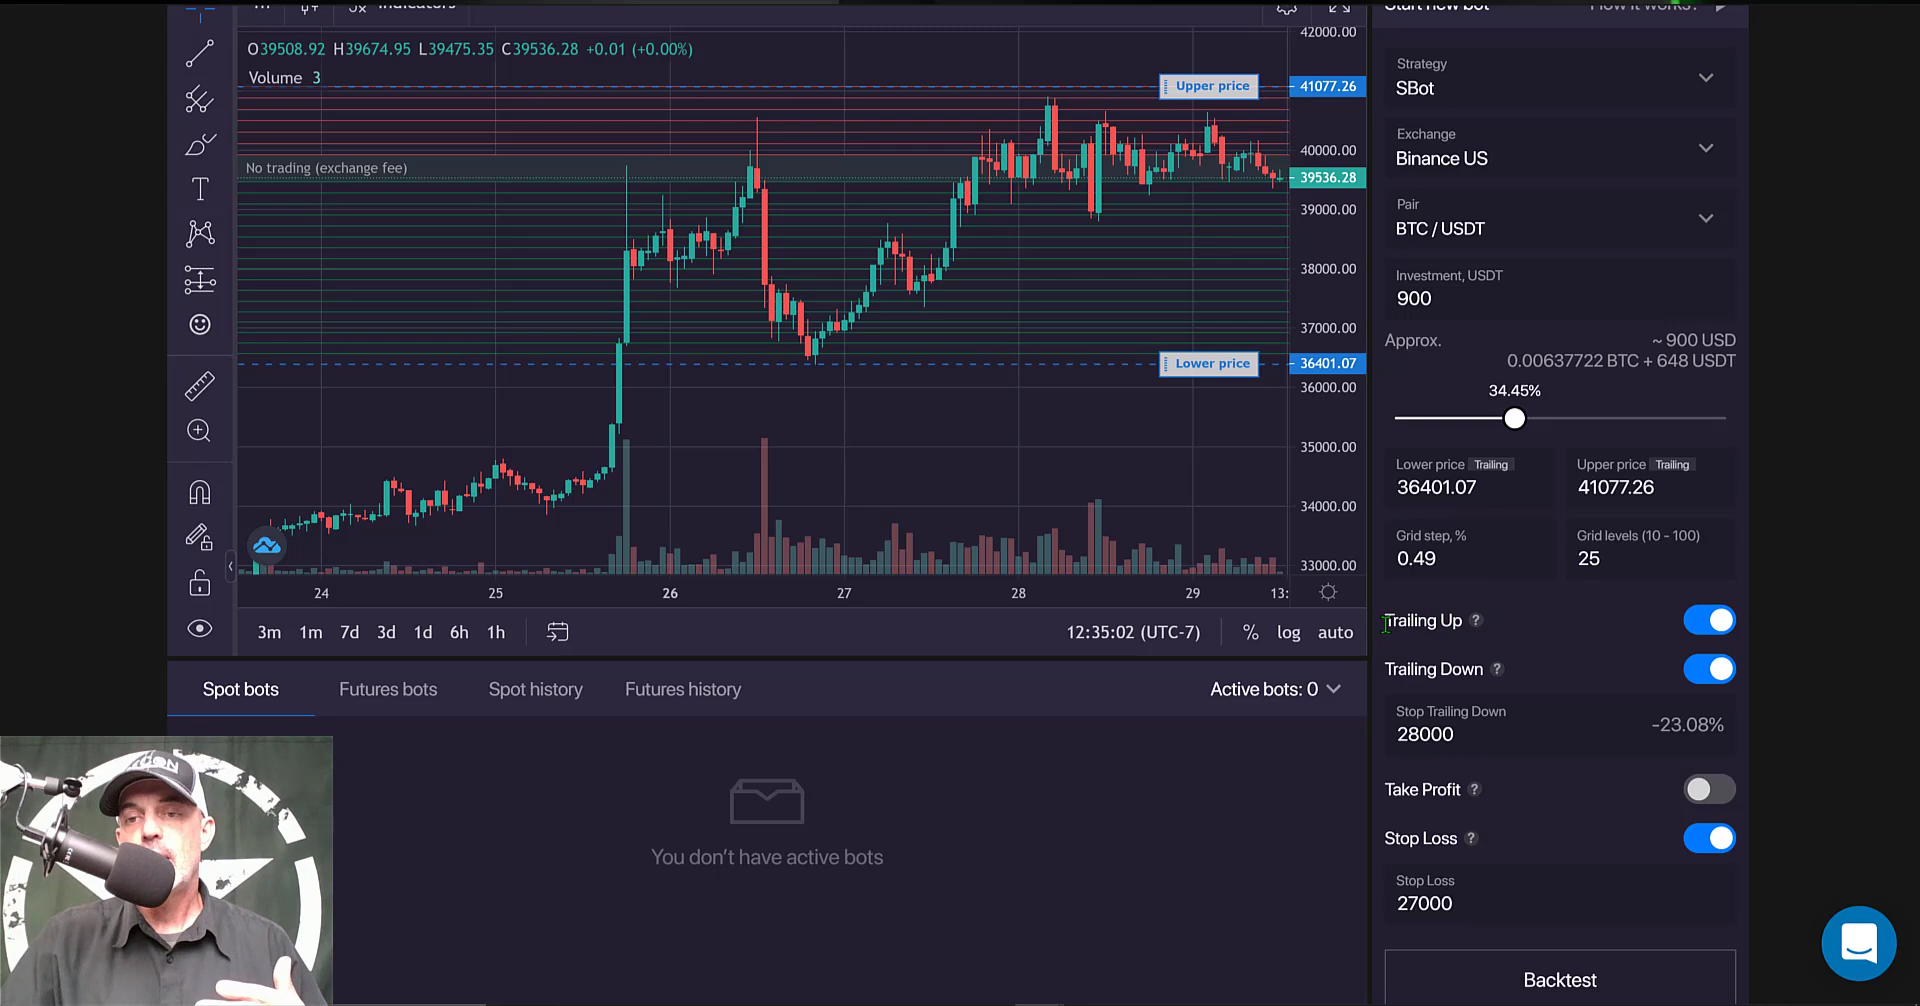 Indicators
Start new bot How it works?
O39508.92 H39674.95 L39475.35 C39536.28 +0.01 (+0.00%)
Volume 3
No trading (exchange fee)
Upper price
Lower price
42000.00
41077.26
40000.00
39536.28
39000.00
38000.00
37000.00
36401.07
36000.00
35000.00
34000.00
33000.00
24 25 26 27 28 29 13:
3m 1m 7d 3d 1d 6h 1h
12:35:02 (UTC-7) % log auto
Spot bots Futures bots Spot history Futures history Active bots: 0
You don't have active bots
Strategy
SBot
Exchange
Binance US
Pair
BTC / USDT
Investment, USDT
900
Approx. ~ 900 USD
0.00637722 BTC + 648 USDT
34.45%
Lower price Trailing
36401.07
Upper price Trailing
41077.26
Grid step, %
0.49
Grid levels (10 - 100)
25
Trailing Up ?
Trailing Down ?
Stop Trailing Down
28000
-23.08%
Take Profit ?
Stop Loss ?
Stop Loss
27000
Backtest